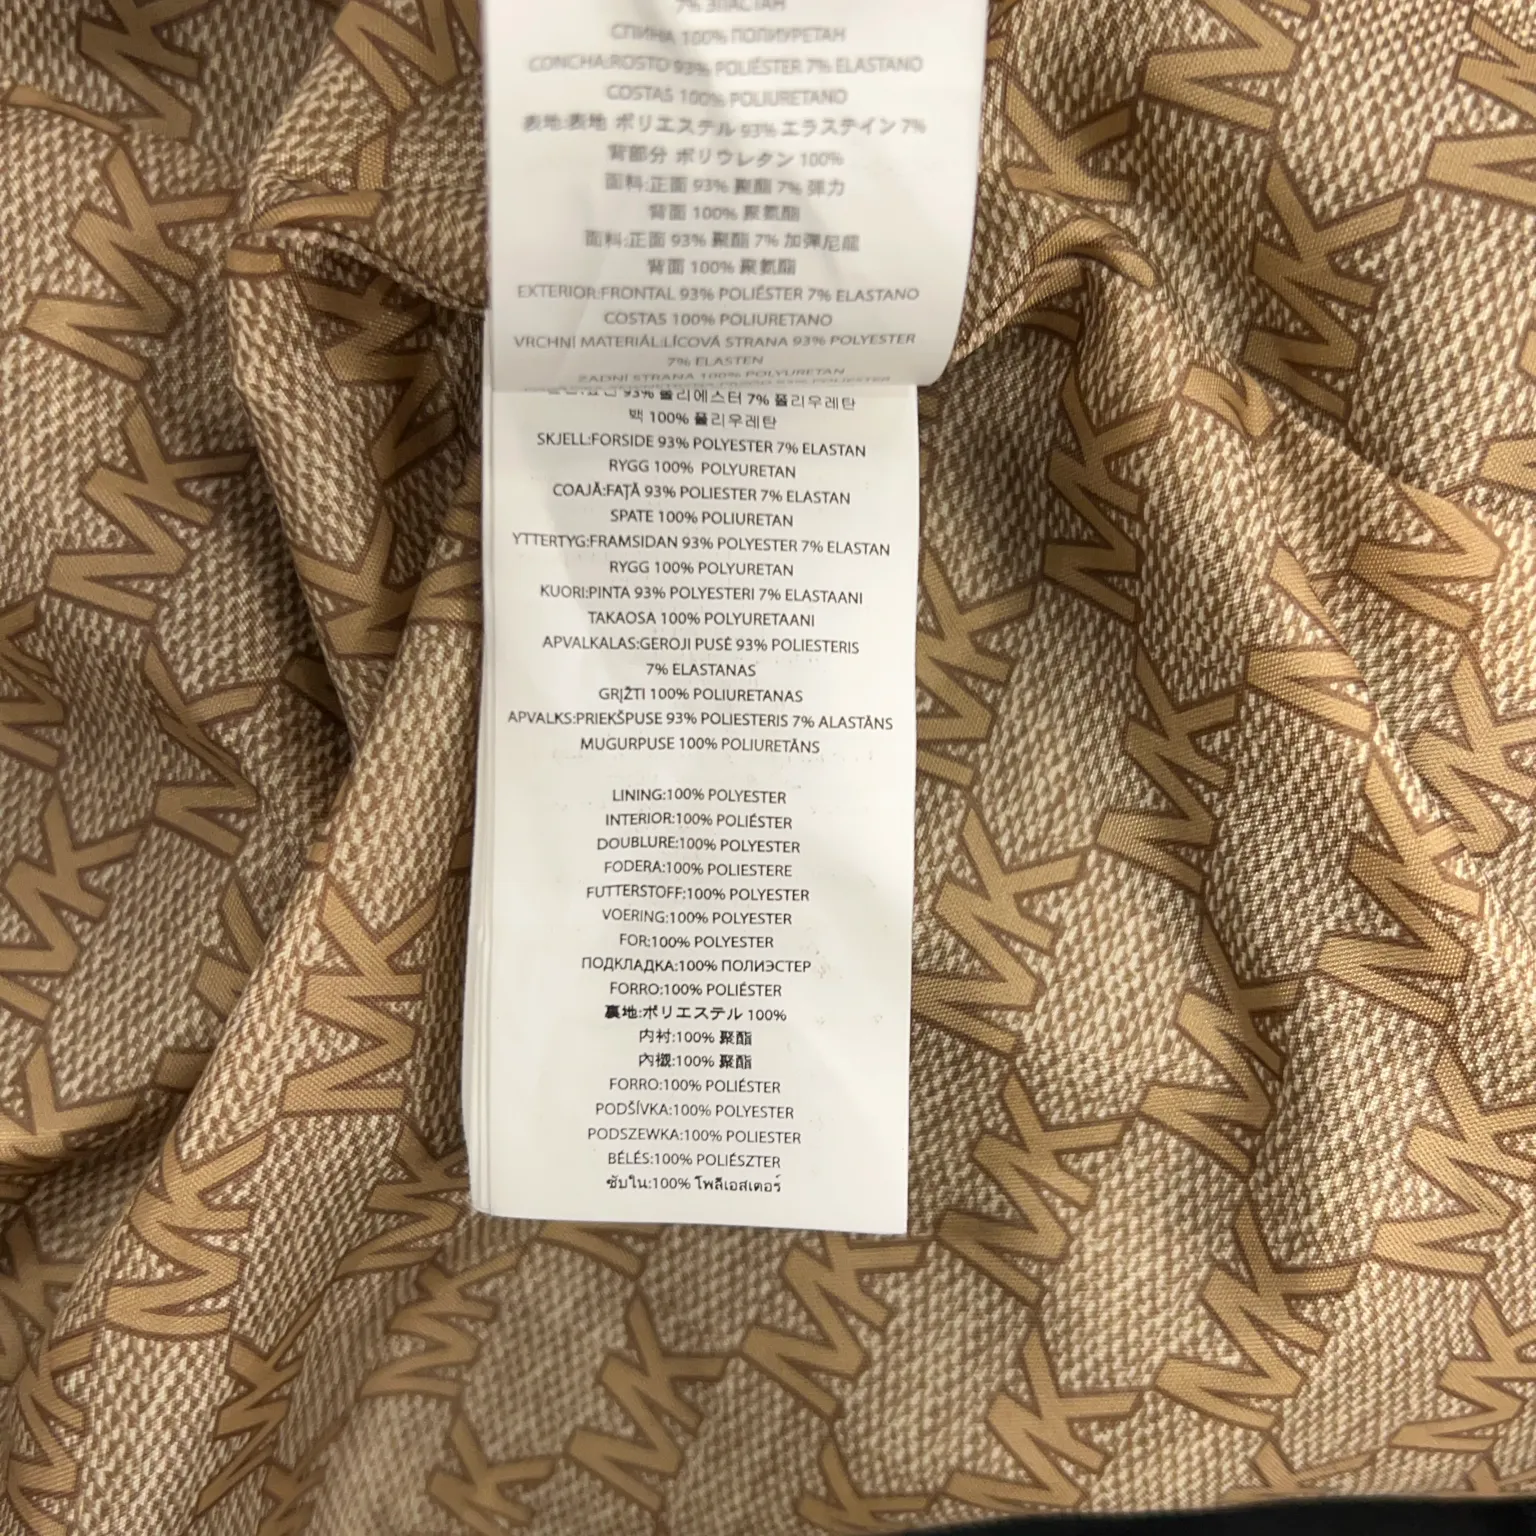 7% ЭЛАСТАН
СПИНА 100% ПОЛИУРЕТАН
CONCHA:ROSTO 93% POLIÉSTER 7% ELASTANO
COSTAS 100% POLIURETANO
表地:表地 ポリエステル 93% エラステイン 7%
背部分 ポリウレタン 100%
面料:正面 93% 聚酯 7% 弹力
背面 100% 聚氨酯
面料:正面 93% 聚酯 7% 加彈尼龍
背面 100% 聚氨酯
EXTERIOR:FRONTAL 93% POLIÉSTER 7% ELASTANO
COSTAS 100% POLIURETANO
VRCHNÍ MATERIÁL:LÍCOVÁ STRANA 93% POLYESTER
7% ELASTEN
ZADNÍ STRANA 100% POLYURETAN
93% 폴리에스터 7% 폴리우레탄
백 100% 폴리우레탄
SKJELL:FORSIDE 93% POLYESTER 7% ELASTAN
RYGG 100% POLYURETAN
COAJĂ:FAŢĂ 93% POLIESTER 7% ELASTAN
SPATE 100% POLIURETAN
YTTERTYG:FRAMSIDAN 93% POLYESTER 7% ELASTAN
RYGG 100% POLYURETAN
KUORI:PINTA 93% POLYESTERI 7% ELASTAANI
TAKAOSA 100% POLYURETAANI
APVALKALAS:GEROJI PUSĖ 93% POLIESTERIS
7% ELASTANAS
GRĮŽTI 100% POLIURETANAS
APVALKS:PRIEKŠPUSE 93% POLIESTERIS 7% ALASTĀNS
MUGURPUSE 100% POLIURETĀNS
LINING:100% POLYESTER
INTERIOR:100% POLIÉSTER
DOUBLURE:100% POLYESTER
FODERA:100% POLIESTERE
FUTTERSTOFF:100% POLYESTER
VOERING:100% POLYESTER
FOR:100% POLYESTER
ПОДКЛАДКА:100% ПОЛИЭСТЕР
FORRO:100% POLIÉSTER
裏地:ポリエステル 100%
内衬:100% 聚酯
內襯:100% 聚酯
FORRO:100% POLIÉSTER
PODŠÍVKA:100% POLYESTER
PODSZEWKA:100% POLIESTER
BÉLÉS:100% POLIÉSZTER
ซับใน:100% โพลีเอสเตอร์